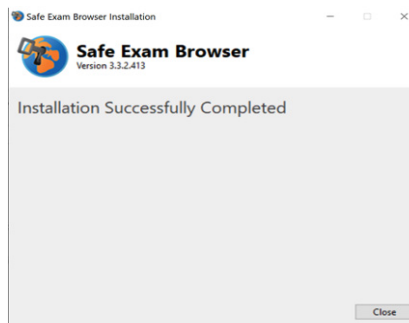 Safe Exam Browser Installation
Safe Exam Browser
Version 3.3.2.413
Installation Successfully Completed
Close